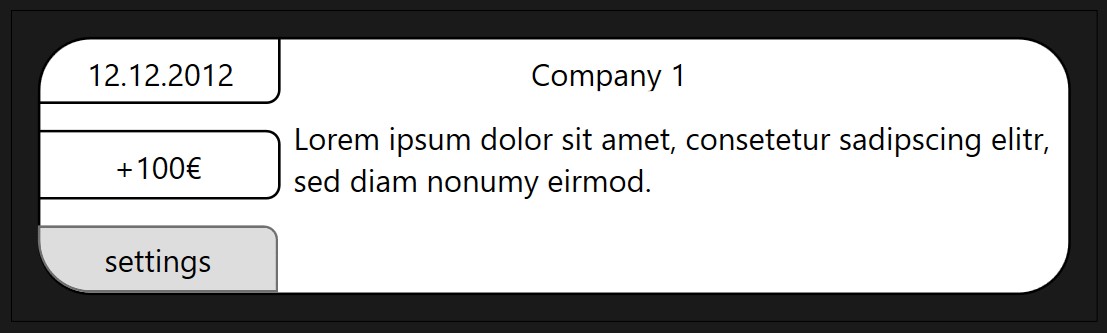 12.12.2012
Company 1
+100€
Lorem ipsum dolor sit amet, consetetur sadipscing elitr,
sed diam nonumy eirmod.
settings